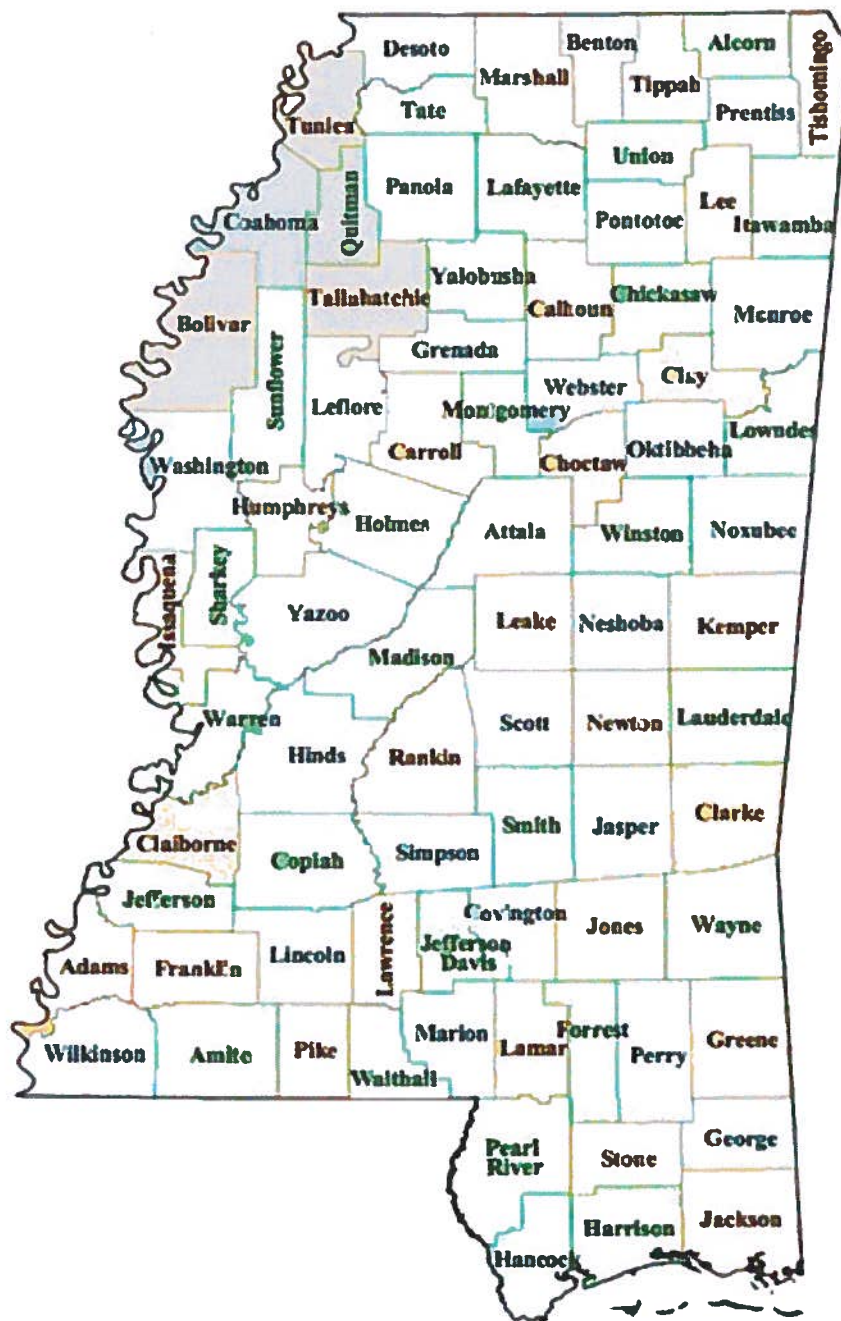 Desoto
Benton
Alcorn
Marshall
Tippah
Tishomingo
Tate
Prentiss
Tunica
Union
Panola
Lafayette
Quitman
Lee
Coahoma
Pontotoc
Itawamba
Yalobusha
Tallahatchie
Chickasaw
Calhoun
Bolivar
Monroe
Grenada
Sunflower
Webster
Clay
Leflore
Montgomery
Lowndes
Carroll
Oktibbeha
Washington
Choctaw
Humphreys
Holmes
Attala
Winston
Noxubee
Sharkey
Issaquena
Yazoo
Leake
Neshoba
Kemper
Madison
Warren
Scott
Newton
Lauderdale
Hinds
Rankin
Clarke
Claiborne
Smith
Jasper
Copiah
Simpson
Jefferson
Covington
Jones
Wayne
Lawrence
Jefferson
Davis
Lincoln
Adams
Franklin
Marion
Forrest
Greene
Wilkinson
Amite
Pike
Lamar
Perry
Walthall
George
Pearl
River
Stone
Jackson
Harrison
Hancock